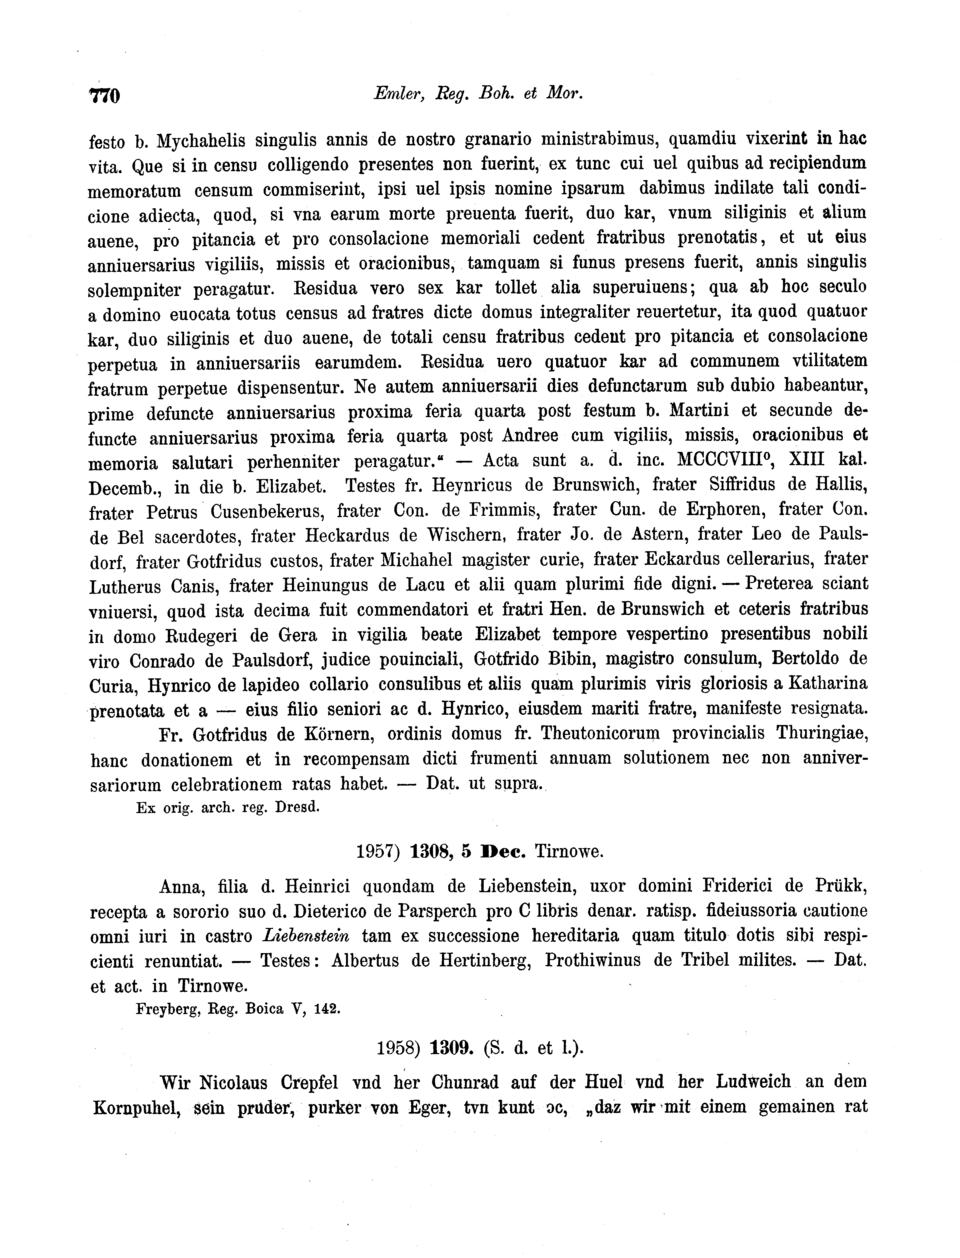 770
Emler, Reg. Boh. et Mor.
festo b. Mychahelis singulis annis de nostro granario ministrabimus, quamdiu vixerint in hac
vita. Que si in censu colligendo presentes non fuerint, ex tunc cui uel quibus ad recipiendum
memoratum censum commiserint, ipsi uel ipsis nomine ipsarum dabimus indilate tali condi-
cione adiecta, quod, si vna earum morte preuenta fuerit, duo kar, vnum siliginis et alium
auene, pro pitancia et pro consolacione memoriali cedent fratribus prenotatis, et ut eius
anniuersarius vigiliis, missis et oracionibus, tamquam si funus presens fuerit, annis singulis
solempniter peragatur. Residua vero sex kar tollet alia superuiuens; qua ab hoc seculo
a domino euocata totus census ad fratres dicte domus integraliter reuertetur, ita quod quatuor
kar, duo siliginis et duo auene, de totali censu fratribus cedent pro pitancia et consolacione
perpetua in anniuersariis earumdem. Residua uero quatuor kar ad communem vtilitatem
fratrum perpetue dispensentur. Ne autem anniuersarii dies defunctarum sub dubio habeantur,
prime defuncte anniuersarius proxima feria quarta post festum b. Martini et secunde de-
functe anniuersarius proxima feria quarta post Andree cum vigiliis, missis, oracionibus et
memoria salutari perhenniter peragatur.“ — Acta sunt a. d. inc. MCCCVIII⁰, XIII kal.
Decemb., in die b. Elizabet. Testes fr. Heynricus de Brunswich, frater Siffridus de Hallis,
frater Petrus Cusenbekerus, frater Con. de Frimmis, frater Cun. de Erphoren, frater Con.
de Bel sacerdotes, frater Heckardus de Wischern, frater Jo. de Astern, frater Leo de Pauls-
dorf, frater Gotfridus custos, frater Michahel magister curie, frater Eckardus cellerarius, frater
Lutherus Canis, frater Heinungus de Lacu et alii quam plurimi fide digni. — Preterea sciant
vniuersi, quod ista decima fuit commendatori et fratri Hen. de Brunswich et ceteris fratribus
in domo Rudegeri de Gera in vigilia beate Elizabet tempore vespertino presentibus nobili
viro Conrado de Paulsdorf, judice pouinciali, Gotfrido Bibin, magistro consulum, Bertoldo de
Curia, Hynrico de lapideo collario consulibus et aliis quam plurimis viris gloriosis a Katharina
prenotata et a — eius filio seniori ac d. Hynrico, eiusdem mariti fratre, manifeste resignata.
Fr. Gotfridus de Körnern, ordinis domus fr. Theutonicorum provincialis Thuringiae,
hanc donationem et in recompensam dicti frumenti annuam solutionem nec non anniver-
sariorum celebrationem ratas habet. — Dat. ut supra.
Ex orig. arch. reg. Dresd.
1957) 1308, 5 Dec. Tirnowe.
Anna, filia d. Heinrici quondam de Liebenstein, uxor domini Friderici de Prükk,
recepta a sororio suo d. Dieterico de Parsperch pro C libris denar. ratisp. fideiussoria cautione
omni iuri in castro Liebenstein tam ex successione hereditaria quam titulo dotis sibi respi-
cienti renuntiat. — Testes: Albertus de Hertinberg, Prothiwinus de Tribel milites. — Dat.
et act. in Tirnowe.
Freyberg, Reg. Boica V, 142.
1958) 1309. (S. d. et l.).
Wir Nicolaus Crepfel vnd her Chunrad auf der Huel vnd her Ludweich an dem
Kornpuhel, sein pruder, purker von Eger, tvn kunt ɔc, „daz wir mit einem gemainen rat